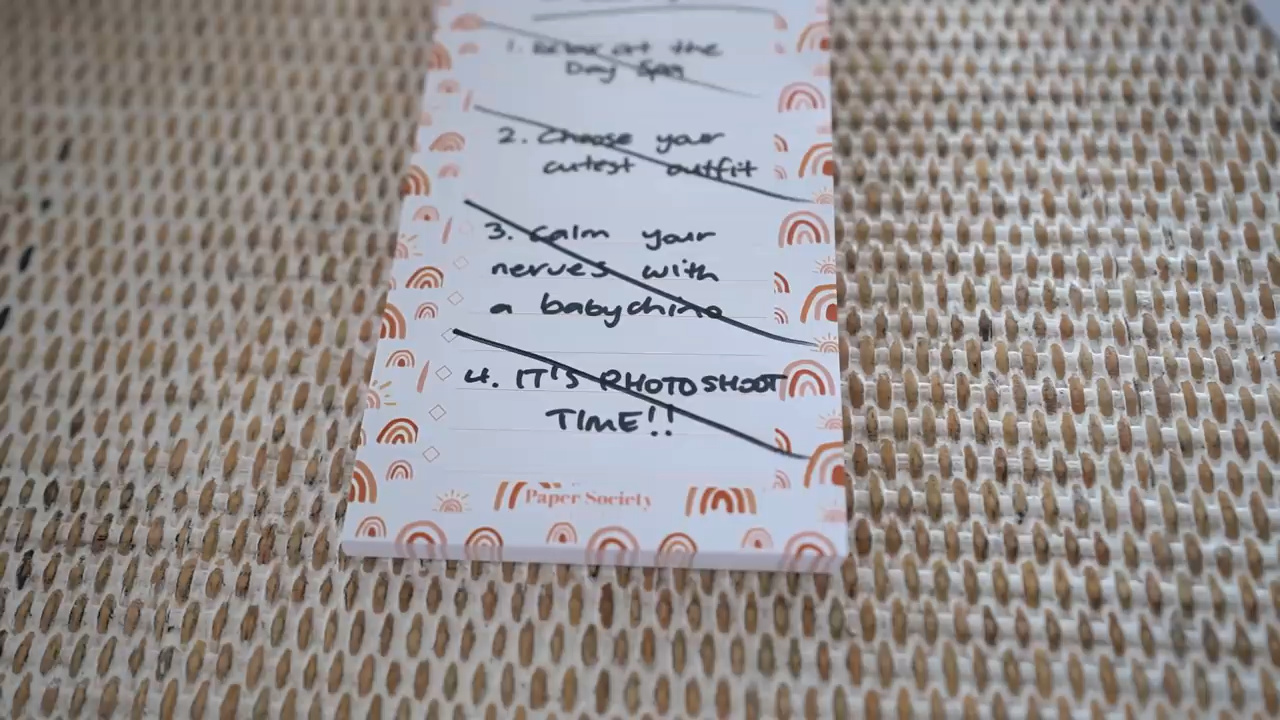 1. Relax at the
Day Spa
2. Choose your
cutest outfit
3. Calm your
nerves with
a babychino
4. IT'S PHOTOSHOOT
TIME!!
Paper Society